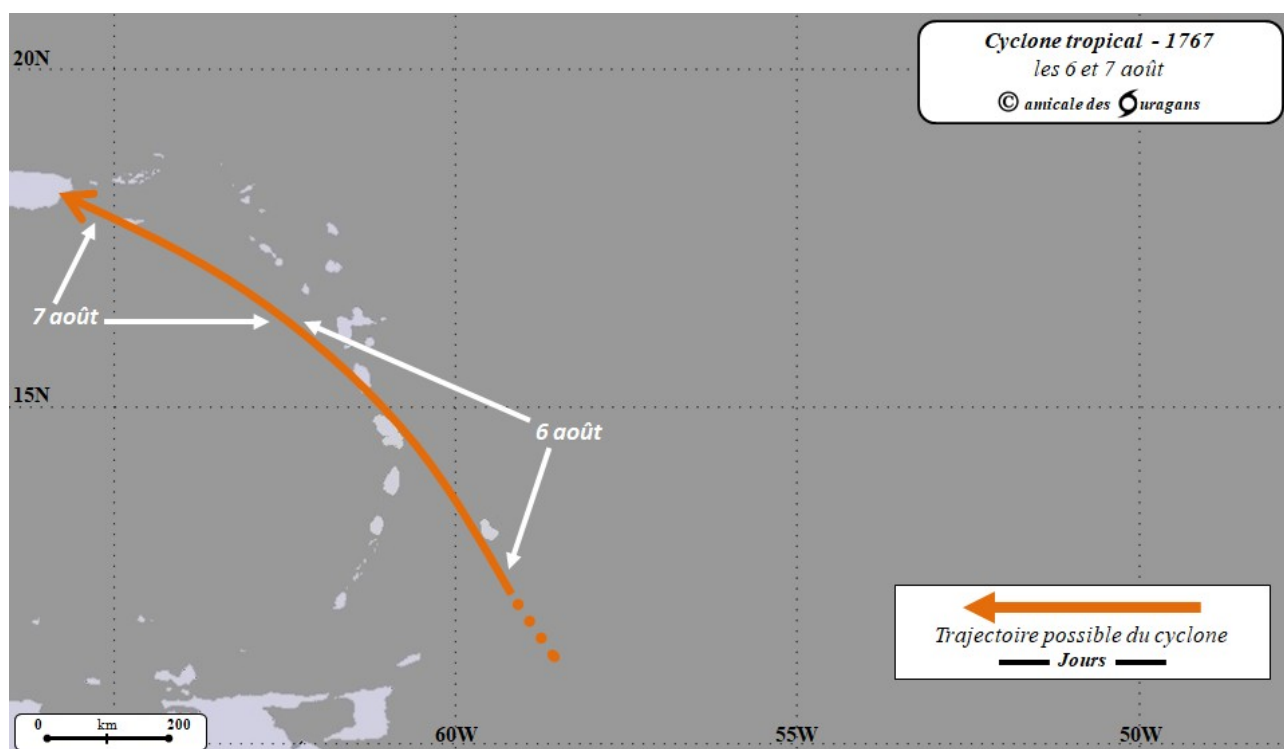 20N
Cyclone tropical - 1767
les 6 et 7 août
© amicale des Ouragans
7 août
15N
6 août
Trajectoire possible du cyclone
Jours
0 km 200
60W 55W 50W